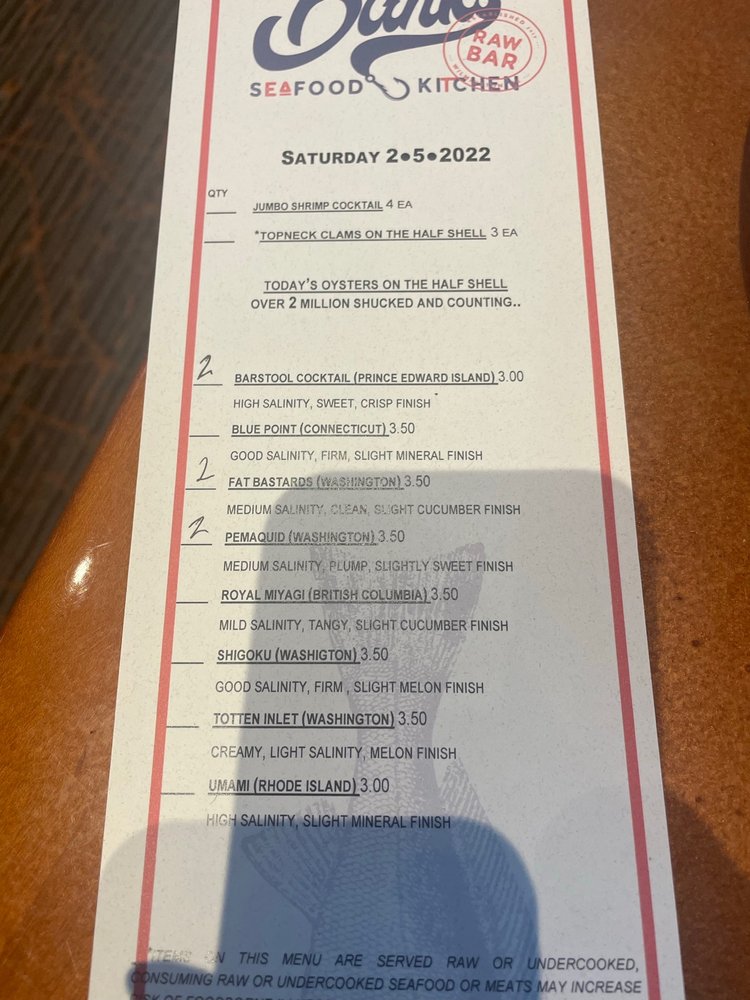 Banks
RAW
BAR
SEAFOOD KITCHEN
SATURDAY 2•5•2022
QTY
JUMBO SHRIMP COCKTAIL 4 EA
*TOPNECK CLAMS ON THE HALF SHELL 3 EA
TODAY'S OYSTERS ON THE HALF SHELL
OVER 2 MILLION SHUCKED AND COUNTING..
2 BARSTOOL COCKTAIL (PRINCE EDWARD ISLAND) 3.00
HIGH SALINITY, SWEET, CRISP FINISH
BLUE POINT (CONNECTICUT) 3.50
GOOD SALINITY, FIRM, SLIGHT MINERAL FINISH
2 FAT BASTARDS (WASHINGTON) 3.50
MEDIUM SALINITY, CLEAN, SLIGHT CUCUMBER FINISH
2 PEMAQUID (WASHINGTON) 3.50
MEDIUM SALINITY, PLUMP, SLIGHTLY SWEET FINISH
ROYAL MIYAGI (BRITISH COLUMBIA) 3.50
MILD SALINITY, TANGY, SLIGHT CUCUMBER FINISH
SHIGOKU (WASHIGTON) 3.50
GOOD SALINITY, FIRM , SLIGHT MELON FINISH
TOTTEN INLET (WASHINGTON) 3.50
CREAMY, LIGHT SALINITY, MELON FINISH
UMAMI (RHODE ISLAND) 3.00
HIGH SALINITY, SLIGHT MINERAL FINISH
*ITEMS ON THIS MENU ARE SERVED RAW OR UNDERCOOKED,
CONSUMING RAW OR UNDERCOOKED SEAFOOD OR MEATS MAY INCREASE